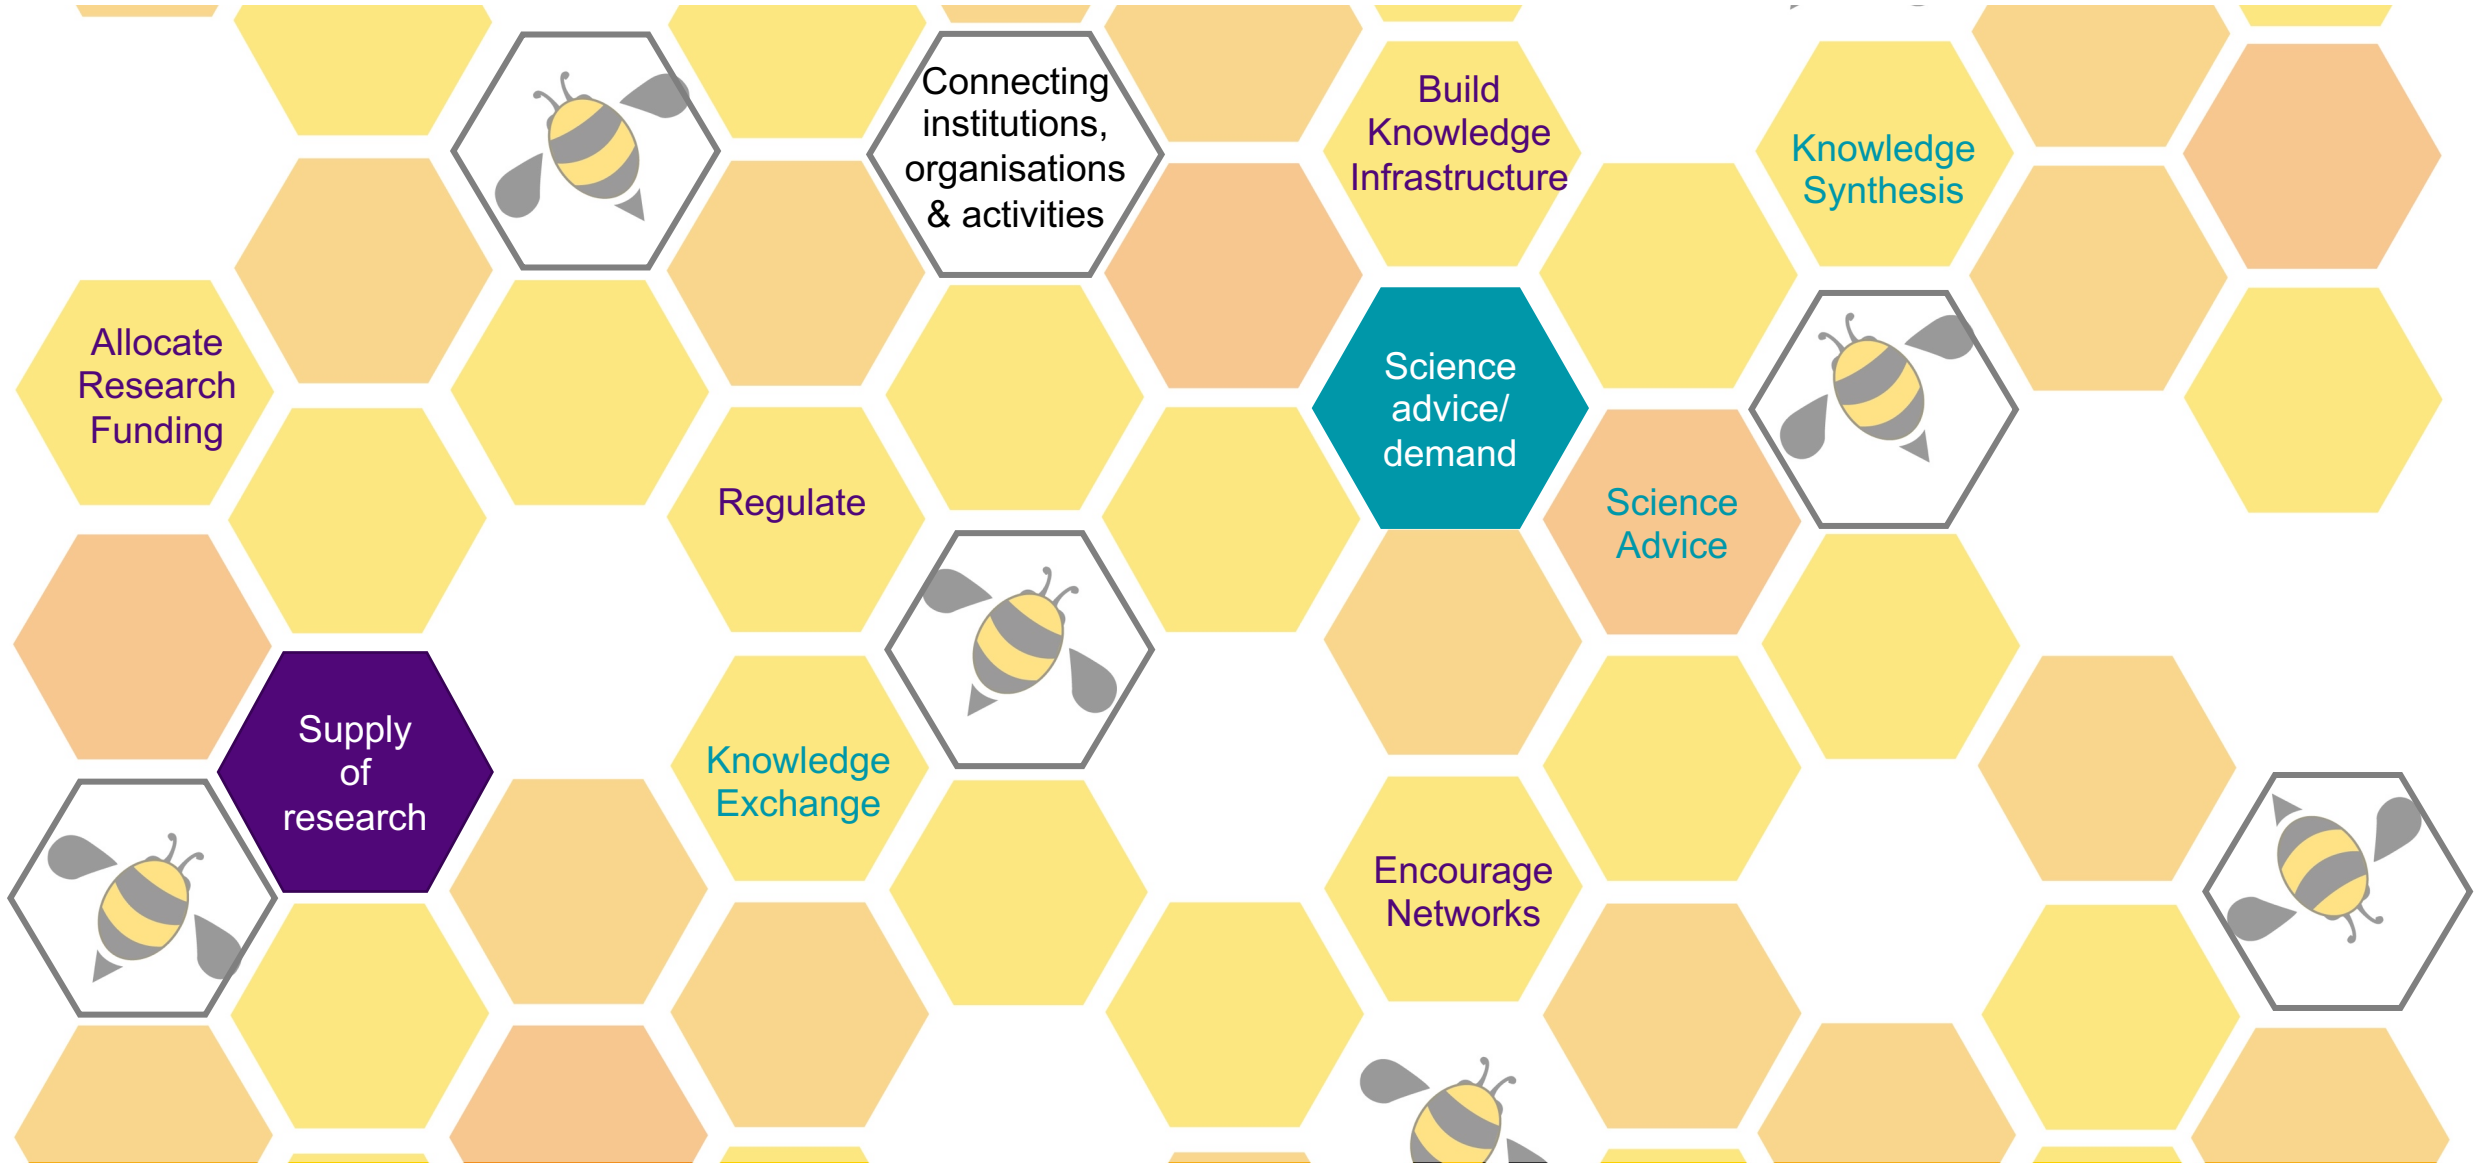 Connecting
institutions,
organisations
& activities
Build
Knowledge
Infrastructure
Knowledge
Synthesis
Allocate
Research
Funding
Science
advice/
demand
Regulate
Science
Advice
Supply
of
research
Knowledge
Exchange
Encourage
Networks